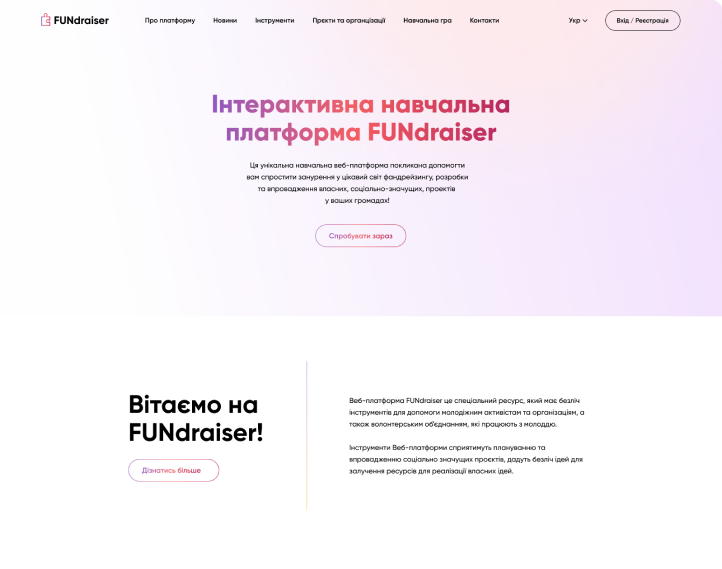 FUNdraiser
Про платформу
Новини
Інструменти
Прєкти та організації
Навчальна гра
Контакти
Укр
Вхід / Реєстрація
Інтерактивна навчальна
платформа FUNdraiser
Ця унікальна навчальна веб-платформа покликана допомогти
вам спростити занурення у цікавий світ фандрейзингу, розробки
та впровадження власних, соціально-значущих, проектів
у ваших громадах!
Спробувати зараз
Вітаємо на
FUNdraiser!
Дізнатись більше
Веб-платформа FUNdraiser це спеціальний ресурс, який має безліч
інструментів для допомоги молодіжним активістам та організаціям, а
також волонтерським об'єднанням, які працюють з молоддю.
Інструменти Веб-платформи сприятимуть плануванню та
впровадженню соціально значущих проєктів, дадуть безліч ідей для
залучення ресурсів для реалізації власних ідей.